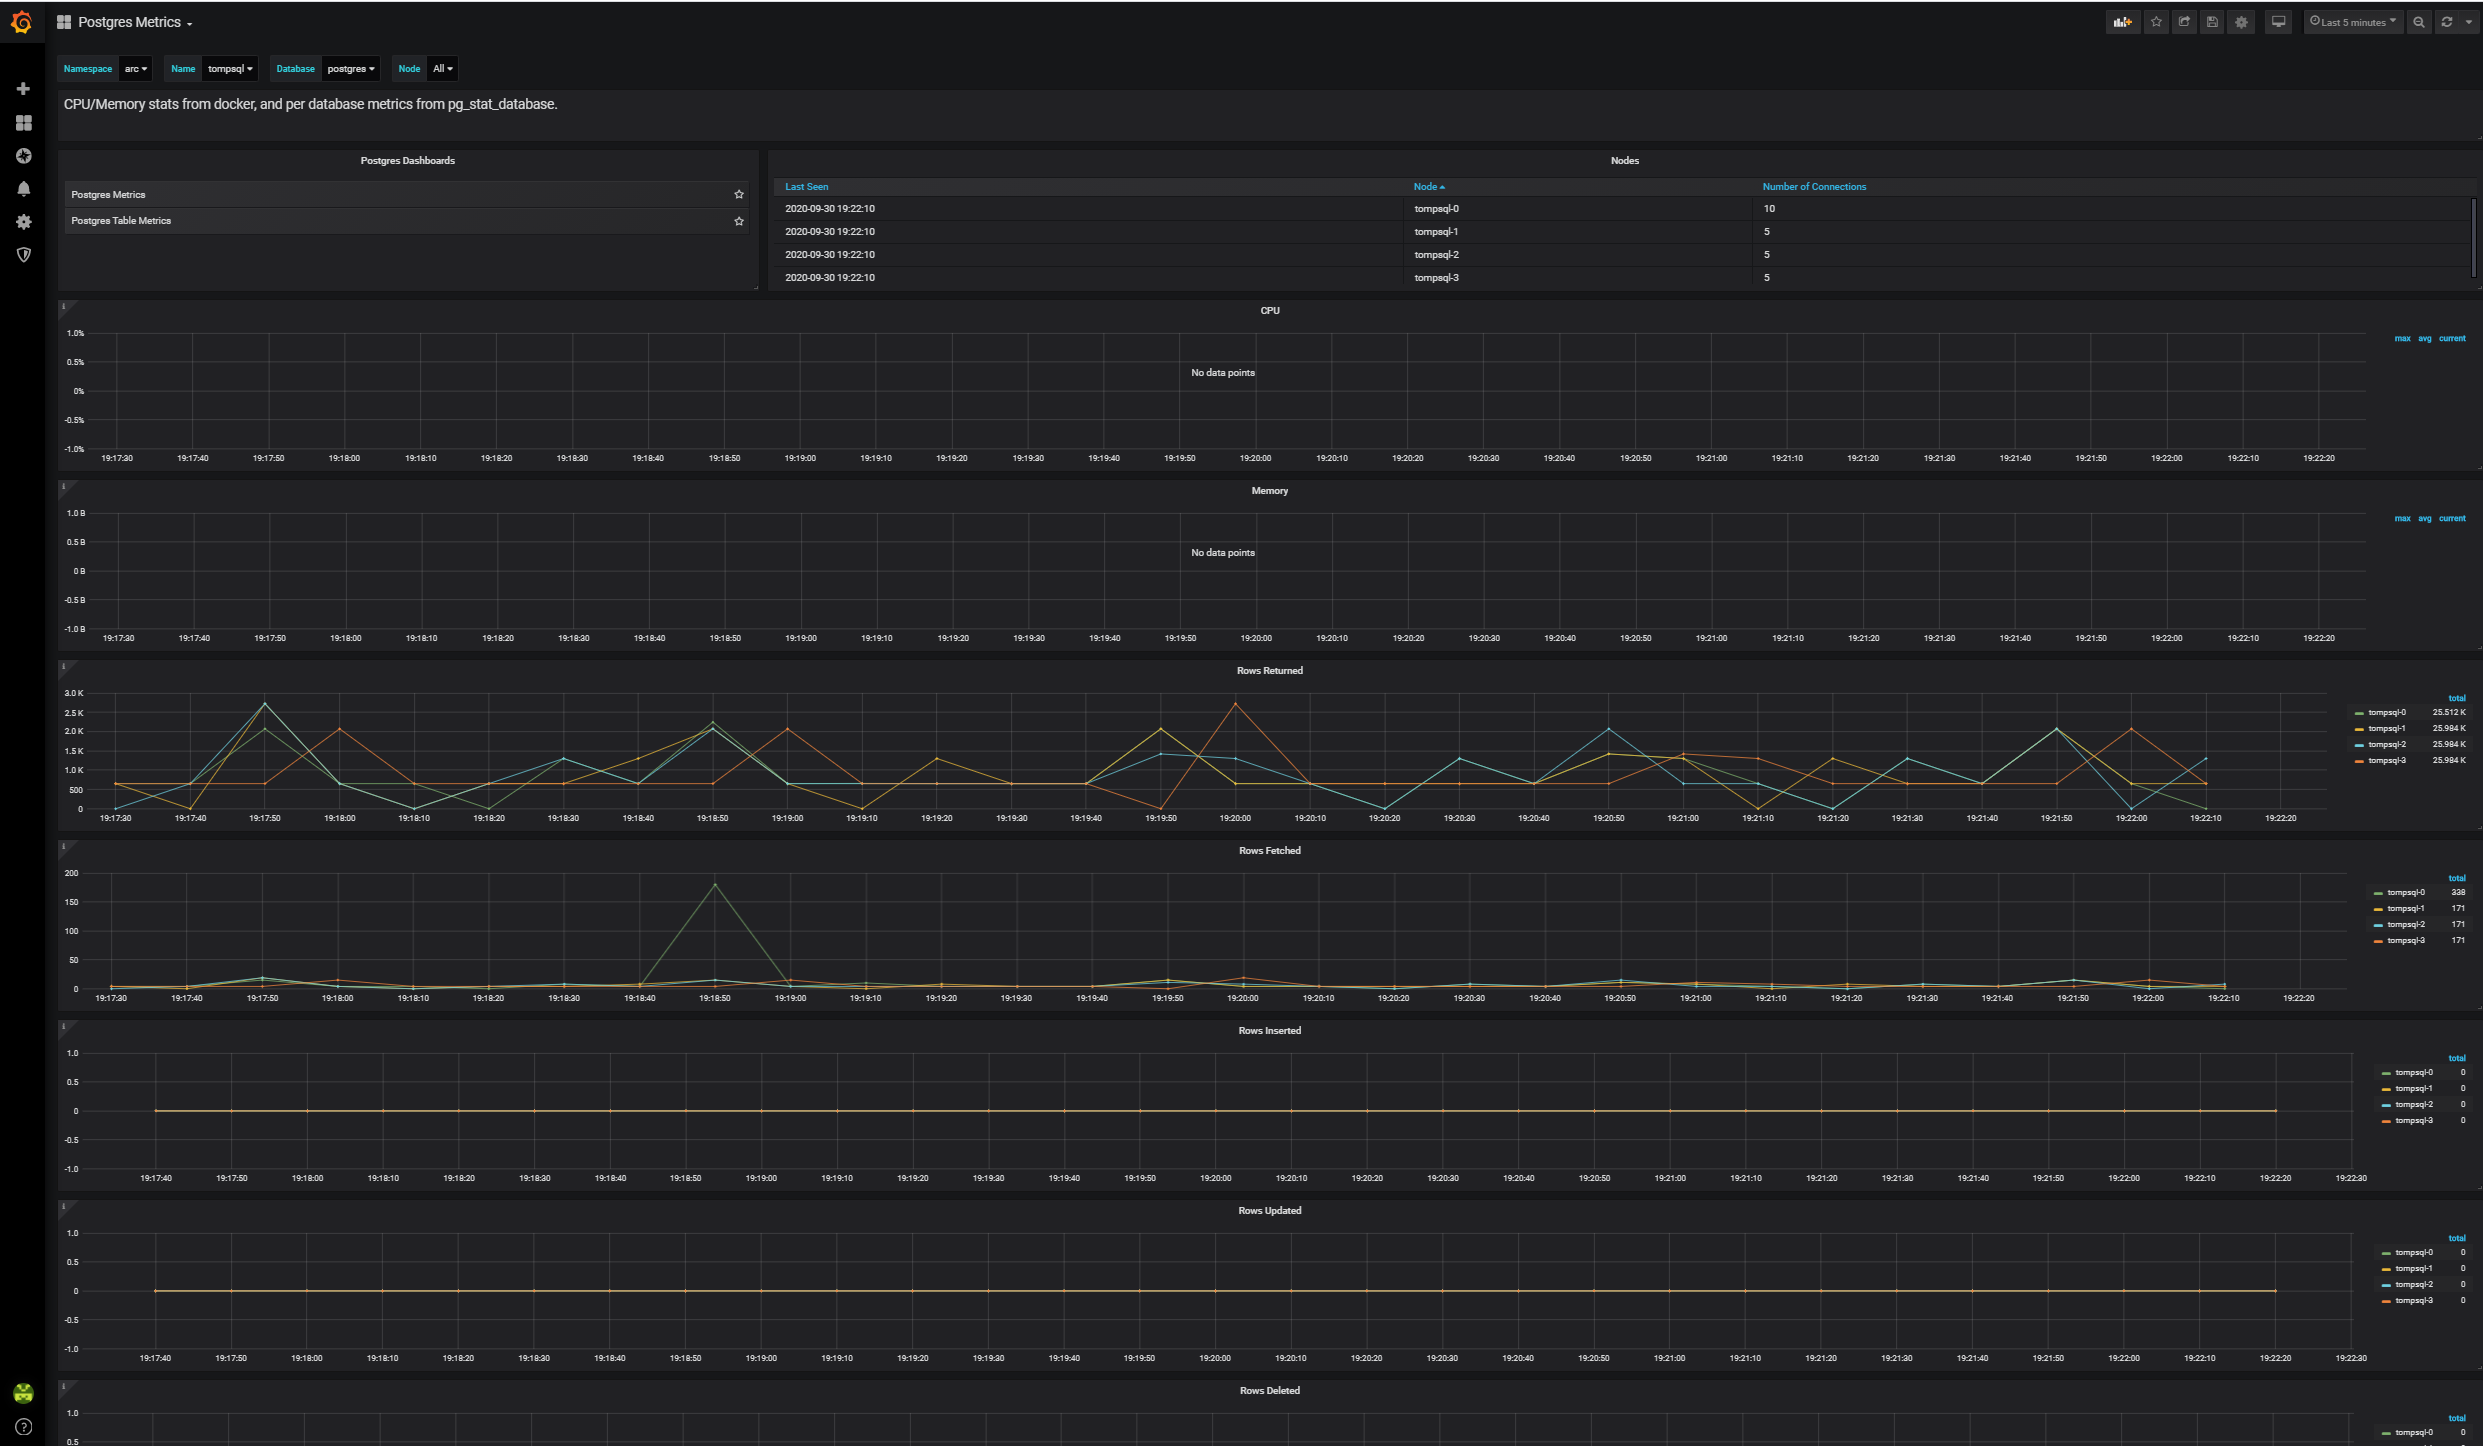 Postgres Metrics
Last 5 minutes
Namespace arc Name tompsql Database postgres Node All
CPU/Memory stats from docker, and per database metrics from pg_stat_database.
Postgres Dashboards
Postgres Metrics
Postgres Table Metrics
Nodes
Last Seen Node Number of Connections
2020-09-30 19:22:10 tompsql-0 10
2020-09-30 19:22:10 tompsql-1 5
2020-09-30 19:22:10 tompsql-2 5
2020-09-30 19:22:10 tompsql-3 5
CPU
max avg current
1.0%
0.5%
0%
-0.5%
-1.0%
No data points
19:17:30 19:17:40 19:17:50 19:18:00 19:18:10 19:18:20 19:18:30 19:18:40 19:18:50 19:19:00 19:19:10 19:19:20 19:19:30 19:19:40 19:19:50 19:20:00 19:20:10 19:20:20 19:20:30 19:20:40 19:20:50 19:21:00 19:21:10 19:21:20 19:21:30 19:21:40 19:21:50 19:22:00 19:22:10 19:22:20
Memory
max avg current
1.0 B
0.5 B
0 B
-0.5 B
-1.0 B
No data points
19:17:30 19:17:40 19:17:50 19:18:00 19:18:10 19:18:20 19:18:30 19:18:40 19:18:50 19:19:00 19:19:10 19:19:20 19:19:30 19:19:40 19:19:50 19:20:00 19:20:10 19:20:20 19:20:30 19:20:40 19:20:50 19:21:00 19:21:10 19:21:20 19:21:30 19:21:40 19:21:50 19:22:00 19:22:10 19:22:20
Rows Returned
3.0 K
2.5 K
2.0 K
1.5 K
1.0 K
500
0
19:17:30 19:17:40 19:17:50 19:18:00 19:18:10 19:18:20 19:18:30 19:18:40 19:18:50 19:19:00 19:19:10 19:19:20 19:19:30 19:19:40 19:19:50 19:20:00 19:20:10 19:20:20 19:20:30 19:20:40 19:20:50 19:21:00 19:21:10 19:21:20 19:21:30 19:21:40 19:21:50 19:22:00 19:22:10 19:22:20
total
tompsql-0 25.512 K
tompsql-1 25.984 K
tompsql-2 25.984 K
tompsql-3 25.984 K
Rows Fetched
200
150
100
50
0
19:17:30 19:17:40 19:17:50 19:18:00 19:18:10 19:18:20 19:18:30 19:18:40 19:18:50 19:19:00 19:19:10 19:19:20 19:19:30 19:19:40 19:19:50 19:20:00 19:20:10 19:20:20 19:20:30 19:20:40 19:20:50 19:21:00 19:21:10 19:21:20 19:21:30 19:21:40 19:21:50 19:22:00 19:22:10 19:22:20
total
tompsql-0 338
tompsql-1 171
tompsql-2 171
tompsql-3 171
Rows Inserted
1.0
0.5
0
-0.5
-1.0
19:17:40 19:17:50 19:18:00 19:18:10 19:18:20 19:18:30 19:18:40 19:18:50 19:19:00 19:19:10 19:19:20 19:19:30 19:19:40 19:19:50 19:20:00 19:20:10 19:20:20 19:20:30 19:20:40 19:20:50 19:21:00 19:21:10 19:21:20 19:21:30 19:21:40 19:21:50 19:22:00 19:22:10 19:22:20 19:22:30
total
tompsql-0 0
tompsql-1 0
tompsql-2 0
tompsql-3 0
Rows Updated
1.0
0.5
0
-0.5
-1.0
19:17:40 19:17:50 19:18:00 19:18:10 19:18:20 19:18:30 19:18:40 19:18:50 19:19:00 19:19:10 19:19:20 19:19:30 19:19:40 19:19:50 19:20:00 19:20:10 19:20:20 19:20:30 19:20:40 19:20:50 19:21:00 19:21:10 19:21:20 19:21:30 19:21:40 19:21:50 19:22:00 19:22:10 19:22:20 19:22:30
total
tompsql-0 0
tompsql-1 0
tompsql-2 0
tompsql-3 0
Rows Deleted
1.0
0.5
total
tompsql-0 0